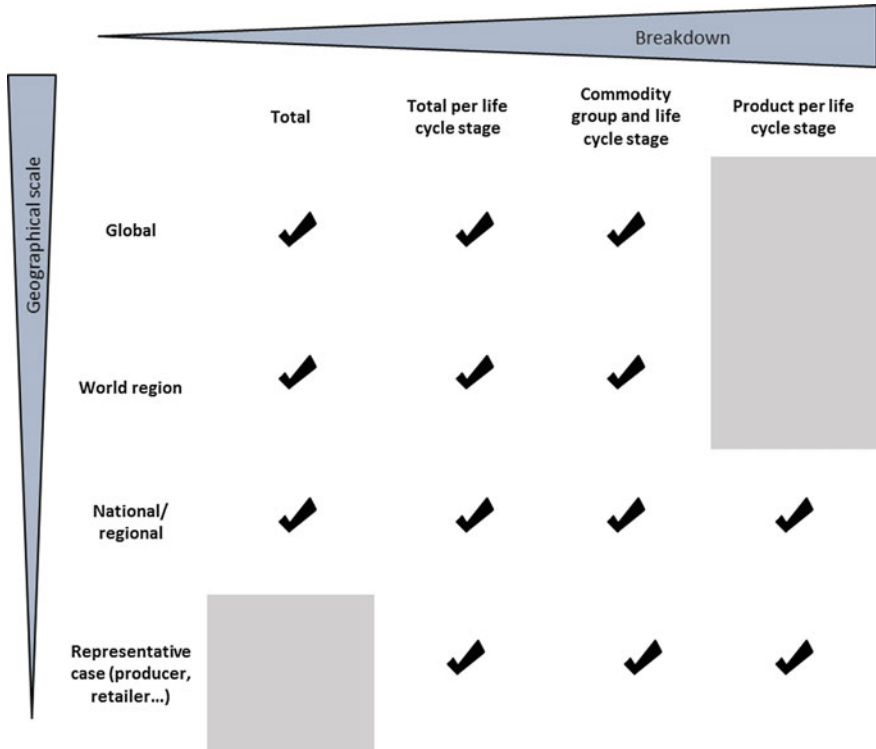 Breakdown
Geographical scale
Total
Total per life
cycle stage
Commodity
group and life
cycle stage
Product per life
cycle stage
Global
World region
National/
regional
Representative
case (producer,
retailer...)